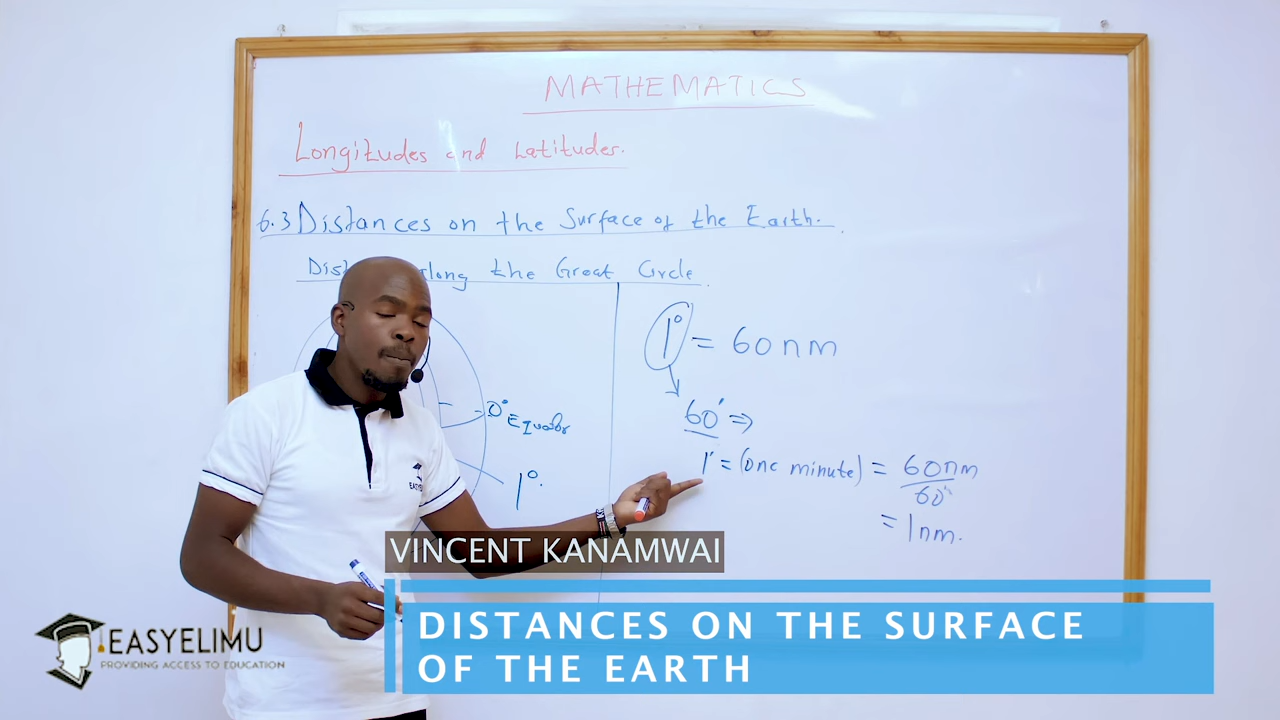 MATHEMATICS
Longitudes and Latitudes.
6.3 Distances on the Surface of the Earth.
along the Great Circle.
1° = 60nm
0° Equator
60' ⇒
1' = (one minute) = 60nm
60'
1°.
= 1nm.
VINCENT KANAMWAI
DISTANCES ON THE SURFACE
OF THE EARTH
EASYELIMU
PROVIDING ACCESS TO EDUCATION